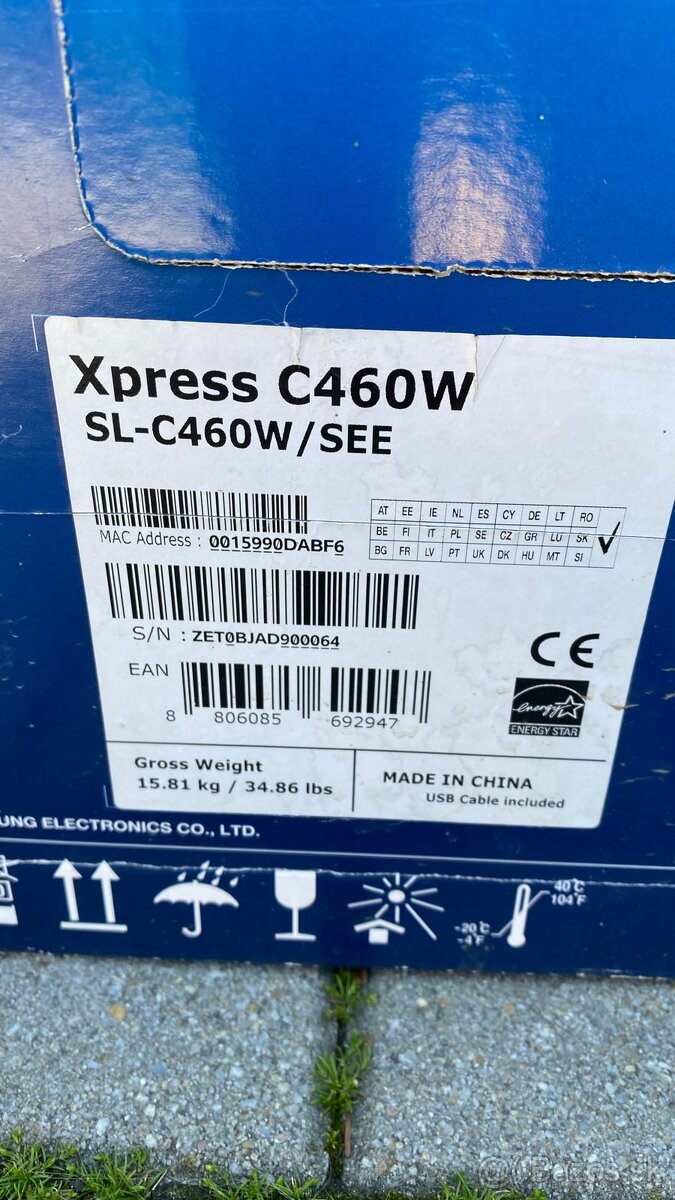 Xpress C460W
SL-C460W/SEE
MAC Address : 0015990DABF6
AT EE IE NL ES CY DE LT RO
BE FI IT PL SE CZ GR LU SK
BG FR LV PT UK DK HU MT SI
S/N : ZET0BJAD900064
CE
EAN
8 806085 692947
energy
ENERGY STAR
Gross Weight
15.81 kg / 34.86 lbs
MADE IN CHINA
USB Cable included
UNG ELECTRONICS CO., LTD.
40℃
104℉
-20℃
-4℉
Bazos.sk